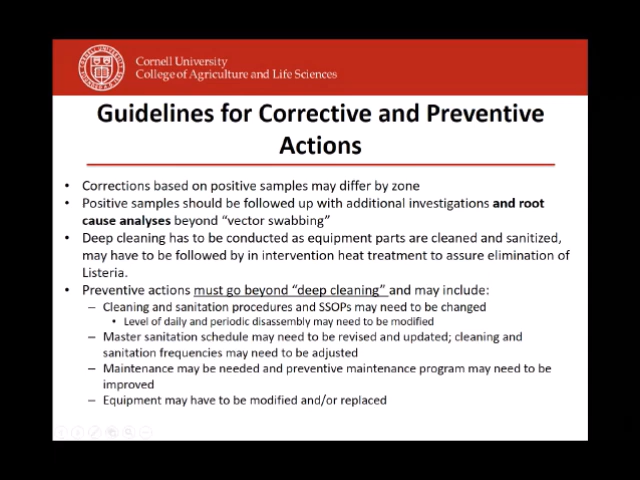 Cornell University
College of Agriculture and Life Sciences
Guidelines for Corrective and Preventive
Actions
• Corrections based on positive samples may differ by zone
• Positive samples should be followed up with additional investigations and root
cause analyses beyond “vector swabbing”
• Deep cleaning has to be conducted as equipment parts are cleaned and sanitized,
may have to be followed by in intervention heat treatment to assure elimination of
Listeria.
• Preventive actions must go beyond “deep cleaning” and may include:
– Cleaning and sanitation procedures and SSOPs may need to be changed
• Level of daily and periodic disassembly may need to be modified
– Master sanitation schedule may need to be revised and updated; cleaning and
sanitation frequencies may need to be adjusted
– Maintenance may be needed and preventive maintenance program may need to be
improved
– Equipment may have to be modified and/or replaced